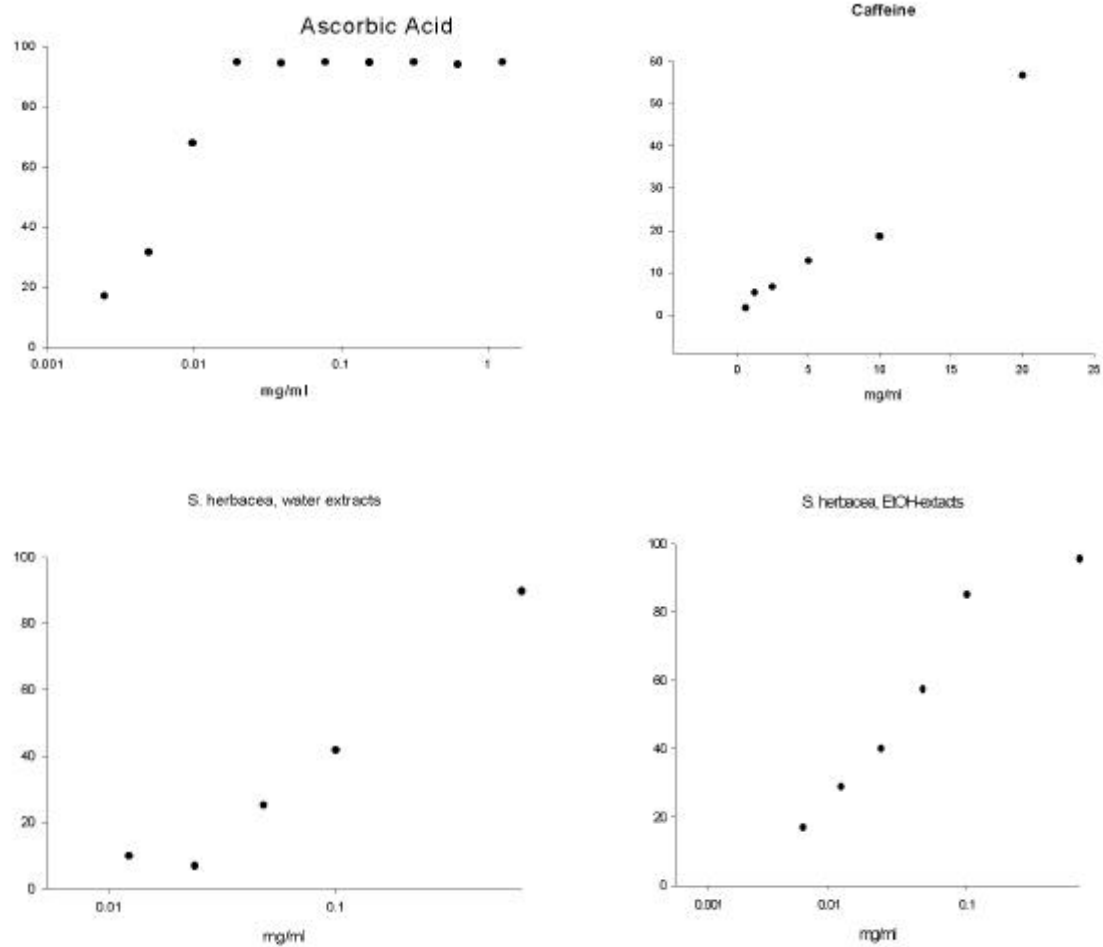 Ascorbic Acid
100
80
60
40
20
0
0.001 0.01 0.1 1
mg/ml
Caffeine
60
50
40
30
20
10
0
0 5 10 15 20 25
mg/ml
S. herbacea, water extracts
100
80
60
40
20
0
0.01 0.1
mg/ml
S. herbacea, EtOH-extacts
100
80
60
40
20
0
0.001 0.01 0.1
mg/ml